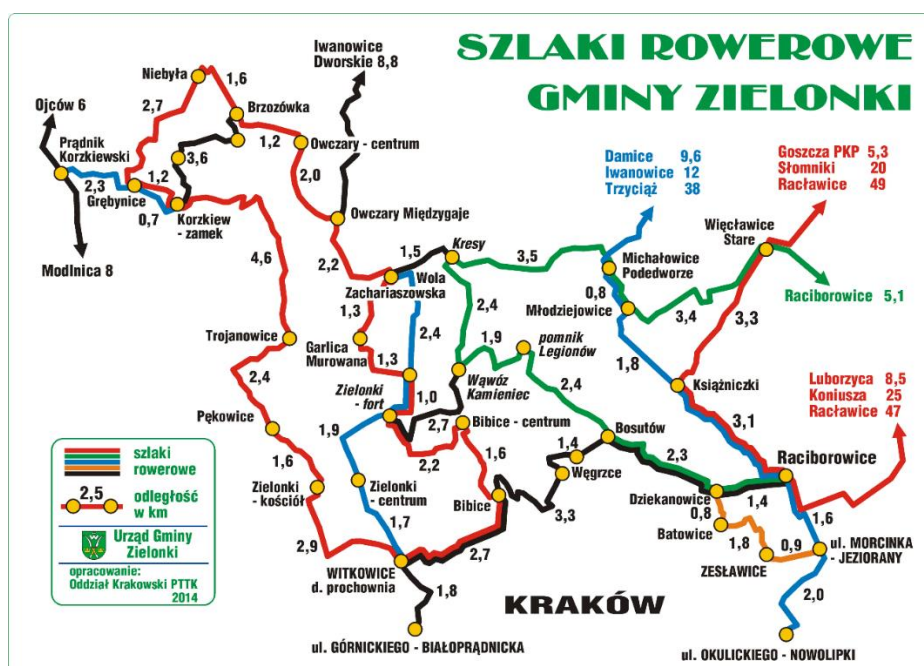 SZLAKI ROWEROWE
GMINY ZIELONKI
Iwanowice
Dworskie 8,8
Niebyła
1,6
Ojców 6
2,7
Brzozówka
Prądnik
Korzkiewski
3,6
1,2
Owczary - centrum
2,3
1,2
Grębynice
0,7
Korzkiew
- zamek
2,0
Owczary Międzygaje
Modlnica 8
Damice 9,6
Iwanowice 12
Trzyciąż 38
Goszcza PKP 5,3
Słomniki 20
Racławice 49
Więcławice
Stare
4,6
2,2
1,5
Kresy
3,5
Michałowice
Podedworze
Wola
Zachariaszowska
0,8
Młodziejowice
Raciborowice 5,1
3,4
3,3
1,3
2,4
2,4
1,9
pomnik
Legionów
Trojanowice
Garlica
Murowana
1,3
1,8
2,4
Wąwóz
Kamieniec
2,4
Książniczki
Luborzyca 8,5
Koniusza 25
Racławice 47
Pękowice
Zielonki
- fort
1,0
2,7
Bibice - centrum
Bosutów
3,1
1,9
2,2
1,6
1,4
Węgrzce
2,3
Raciborowice
1,6
Zielonki
- kościół
Zielonki
- centrum
Bibice
3,3
Dziekanowice
1,4
0,8
Batowice
1,6
1,7
2,9
2,7
1,8
0,9
ZESŁAWICE
ul. MORCINKA
- JEZIORANY
WITKOWICE
d. prochownia
1,8
KRAKÓW
2,0
ul. GÓRNICKIEGO - BIAŁOPRĄDNICKA
ul. OKULICKIEGO - NOWOLIPKI
szlaki
rowerowe
2,5
odległość
w km
Urząd Gminy
Zielonki
opracowanie:
Oddział Krakowski PTTK
2014